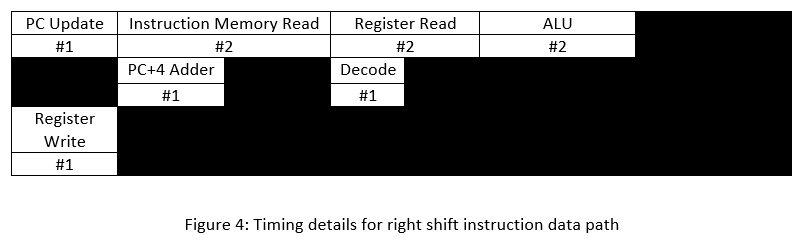 PC Update Instruction Memory Read Register Read ALU
#1 #2 #2 #2
PC+4 Adder Decode
#1 #1
Register
Write
#1
Figure 4: Timing details for right shift instruction data path